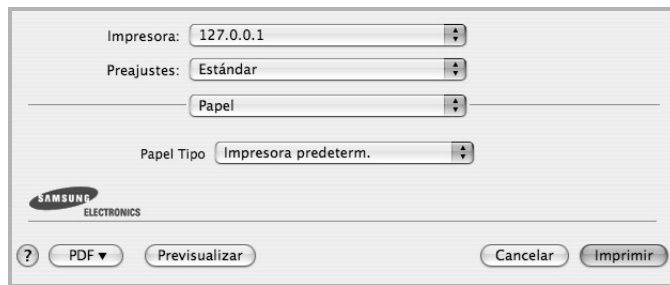 Impresora: 127.0.0.1
Preajustes: Estándar
Papel
Papel Tipo Impresora predeterm.
SAMSUNG
ELECTRONICS
? PDF▼ Previsualizar Cancelar Imprimir